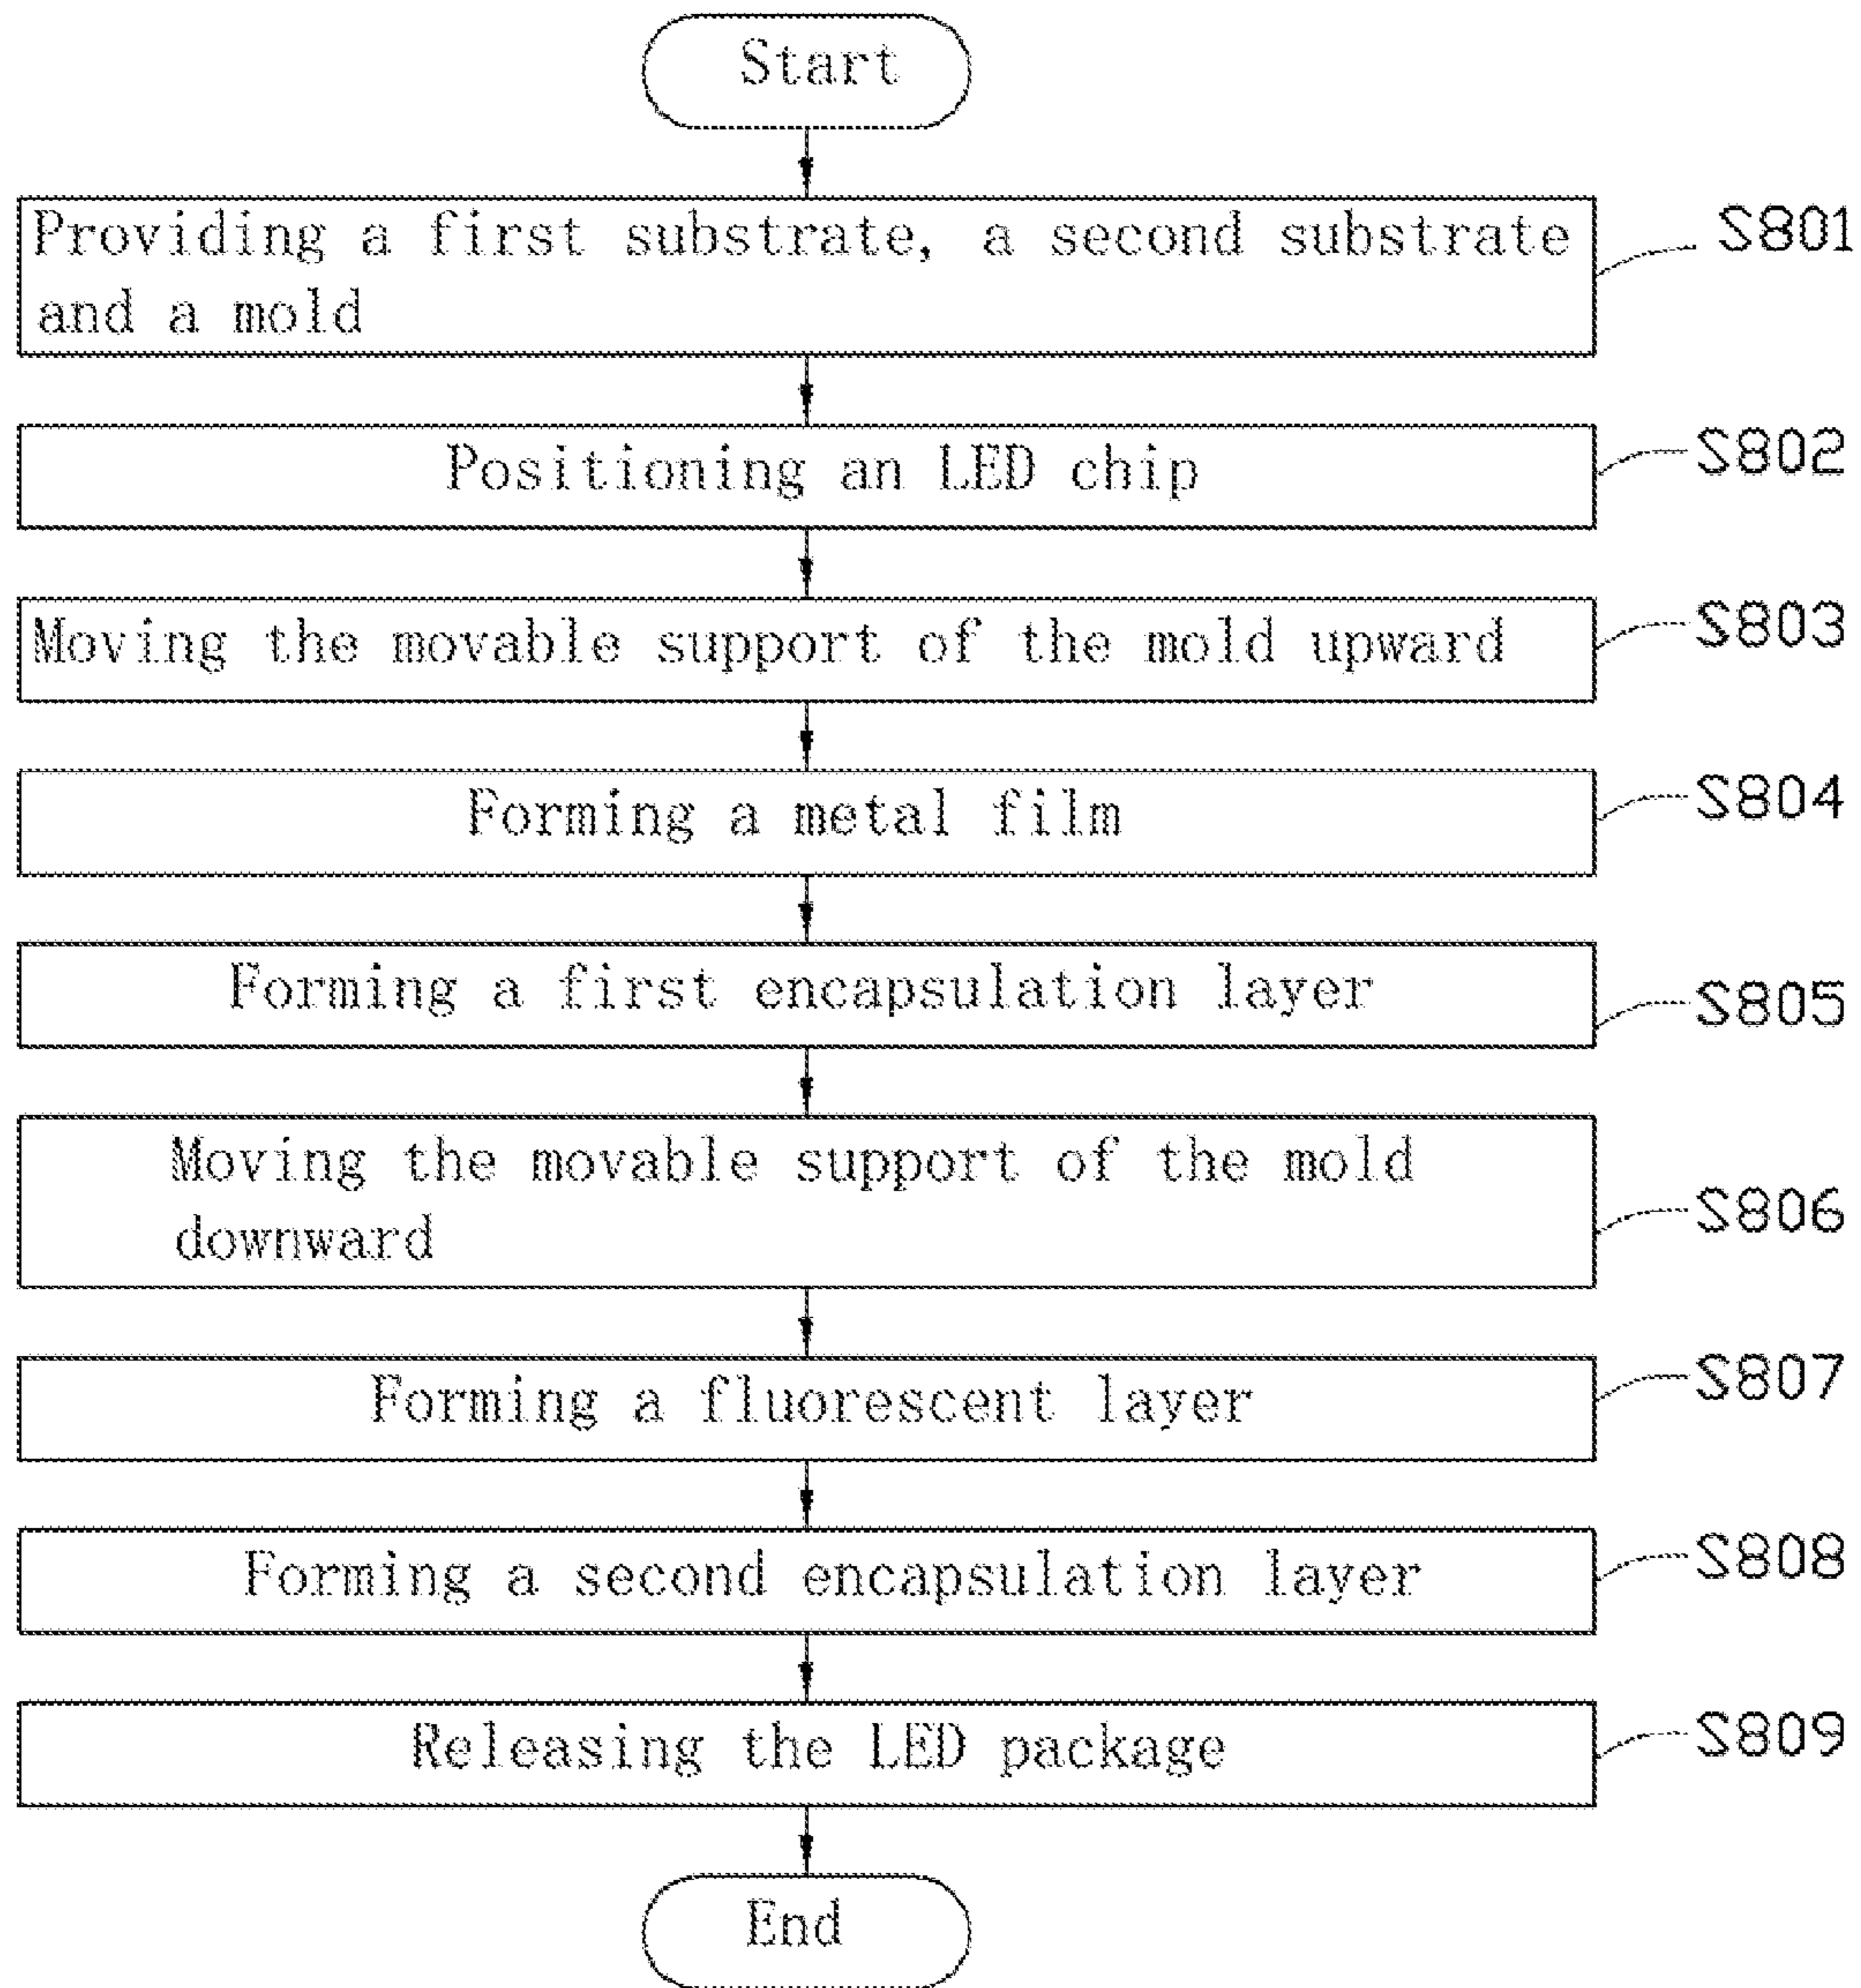 Start
Providing a first substrate, a second substrate
and a mold
S801
Positioning an LED chip
S802
Moving the movable support of the mold upward
S803
Forming a metal film
S804
Forming a first encapsulation layer
S805
Moving the movable support of the mold
downward
S806
Forming a fluorescent layer
S807
Forming a second encapsulation layer
S808
Releasing the LED package
S809
End